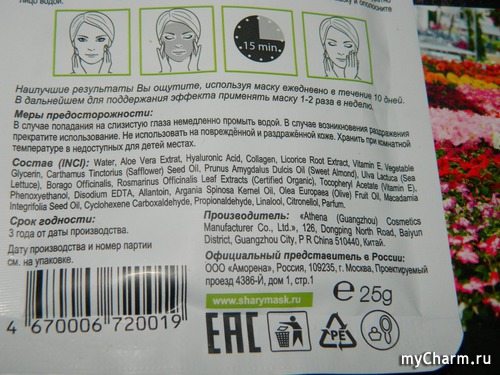 лицо водой.
маску и ополосните
15 min.
Наилучшие результаты Вы ощутите, используя маску ежедневно в течение 10 дней.
В дальнейшем для поддержания эффекта применять маску 1-2 раза в неделю.
Меры предосторожности:
В случае попадания на слизистую глаза немедленно промыть водой. В случае возникновения раздражения
прекратите использование. Не использовать на повреждённой и раздражённой коже. Хранить при комнатной
температуре в недоступных для детей местах.
Состав (INCI): Water, Aloe Vera Extrat, Hyaluronic Acid, Collagen, Licorice Root Extract, Vitamin E, Vegetable
Glycerin, Carthamus Tinctorius (Safflower) Seed Oil, Prunus Amygdalus Dulcis Oil (Sweet Almond), Ulva Lactuca (Sea
Lettuce), Borago Officinalis, Rosmarinus Officinalis Leaf Extracts (Certified Organic), Tocopheryl Acetate (Vitamin E),
Phenoxyethanol, Disodium EDTA, Allantoin, Argania Spinosa Kernel Oil, Olea Europaea (Olive) Fruit Oil, Macadamia
Integrifolia Seed Oil, Cyclohexene Carboxaldehyde, Propionaldehyde, Linalool, Citronellol, Parfum.
Срок годности:
3 года от даты производства.
Дату производства и номер партии
см. на упаковке.
Производитель: «Athena (Guangzhou) Cosmetics
Manufacturer Co., Ltd.», 126, Dongping North Road, Baiyun
District, Guangzhou City, P R China 510440, Китай.
Официальный представитель в России:
ООО «Аморена», Россия, 109235, г. Москва, Проектируемый
проезд 4386-Й, дом 1, стр.1
www.sharymask.ru
e 25g
4 670006 720019
EAC
PE
myCharm.ru